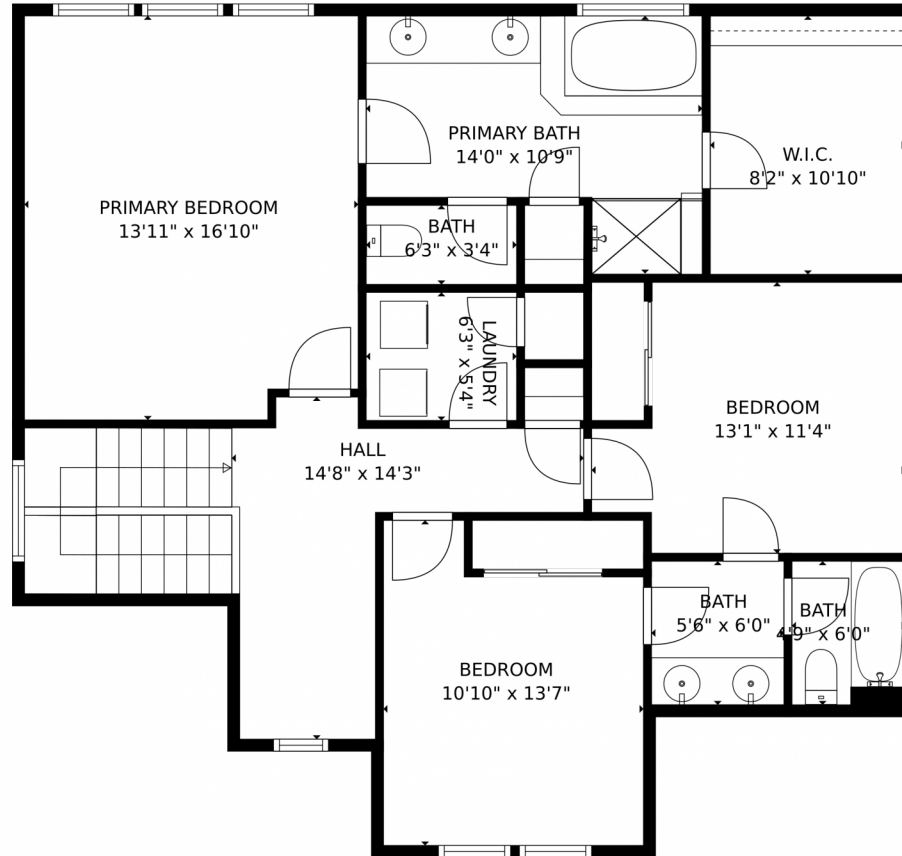 PRIMARY BEDROOM
13'11" x 16'10"
PRIMARY BATH
14'0" x 10'9"
W.I.C.
8'2" x 10'10"
BATH
6'3" x 3'4"
LAUNDRY
6'3" x 5'4"
HALL
14'8" x 14'3"
BEDROOM
13'1" x 11'4"
BATH
5'6" x 6'0"
BATH
4'9" x 6'0"
BEDROOM
10'10" x 13'7"